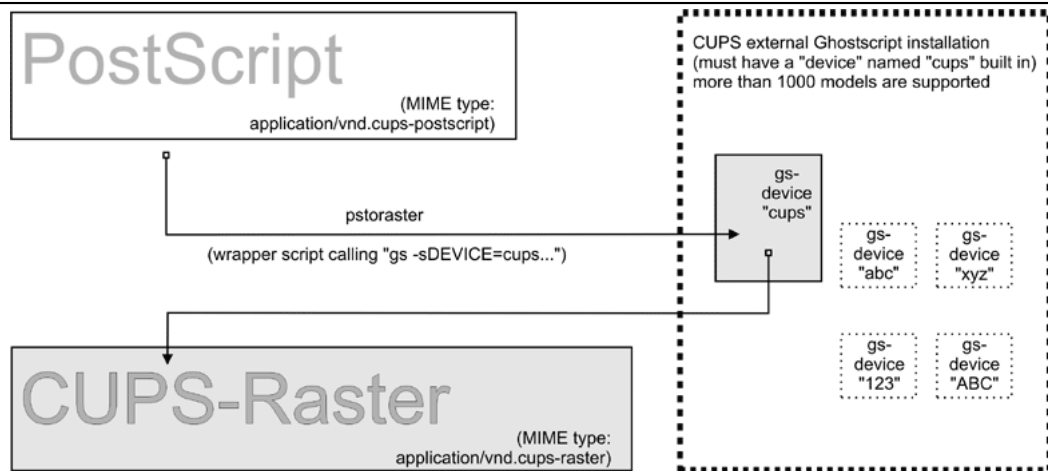 PostScript
(MIME type:
application/vnd.cups-postscript)
CUPS external Ghostscript installation
(must have a "device" named "cups" built in)
more than 1000 models are supported
gs-
device
"cups"
pstoraster
(wrapper script calling "gs -sDEVICE=cups...")
gs-
device
"abc"
gs-
device
"xyz"
gs-
device
"123"
gs-
device
"ABC"
CUPS-Raster
(MIME type:
application/vnd.cups-raster)